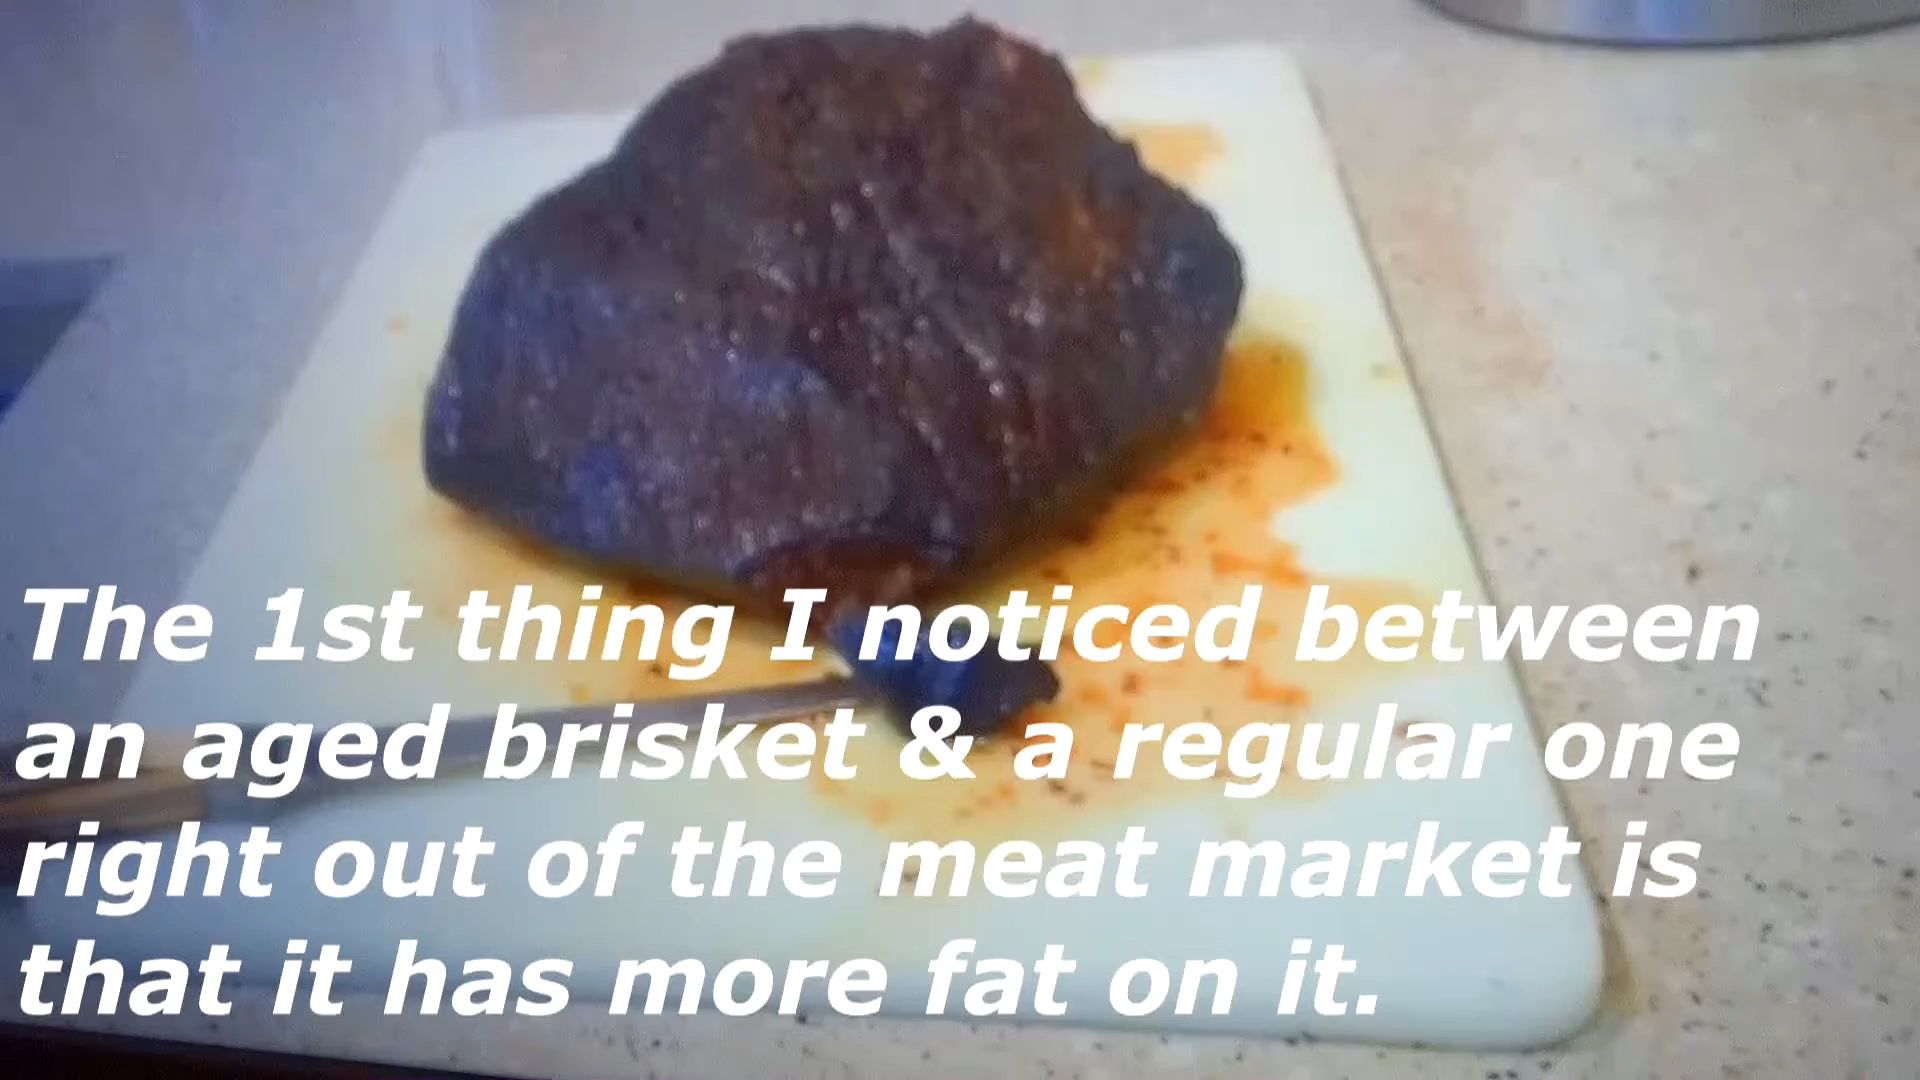 The 1st thing I noticed between
an aged brisket & a regular one
right out of the meat market is
that it has more fat on it.